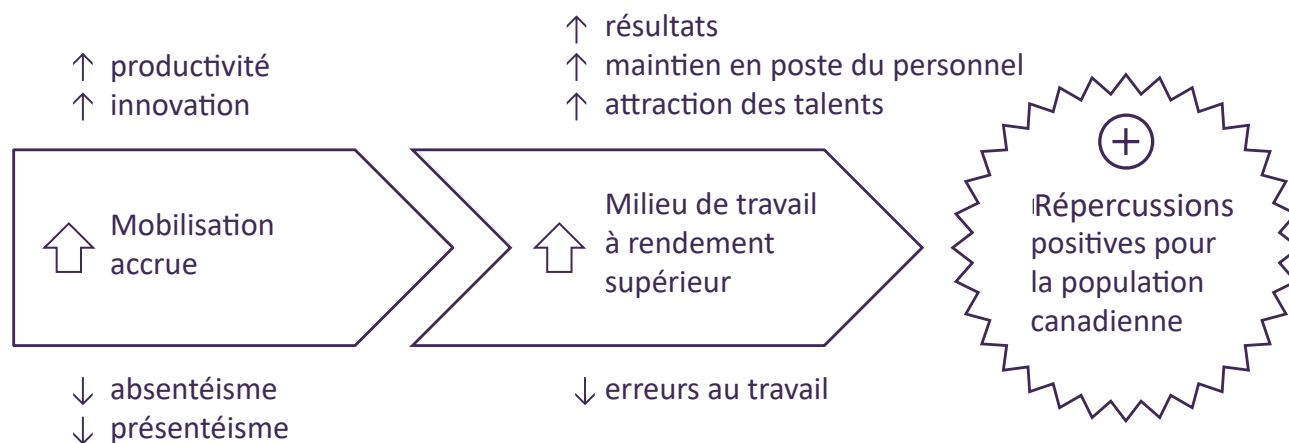 ↑ productivité
↑ innovation
Mobilisation
accrue
↓ absentéisme
↓ présentéisme
↑ résultats
↑ maintien en poste du personnel
↑ attraction des talents
Milieu de travail
à rendement
supérieur
↓ erreurs au travail
+
Répercussions
positives pour
la population
canadienne